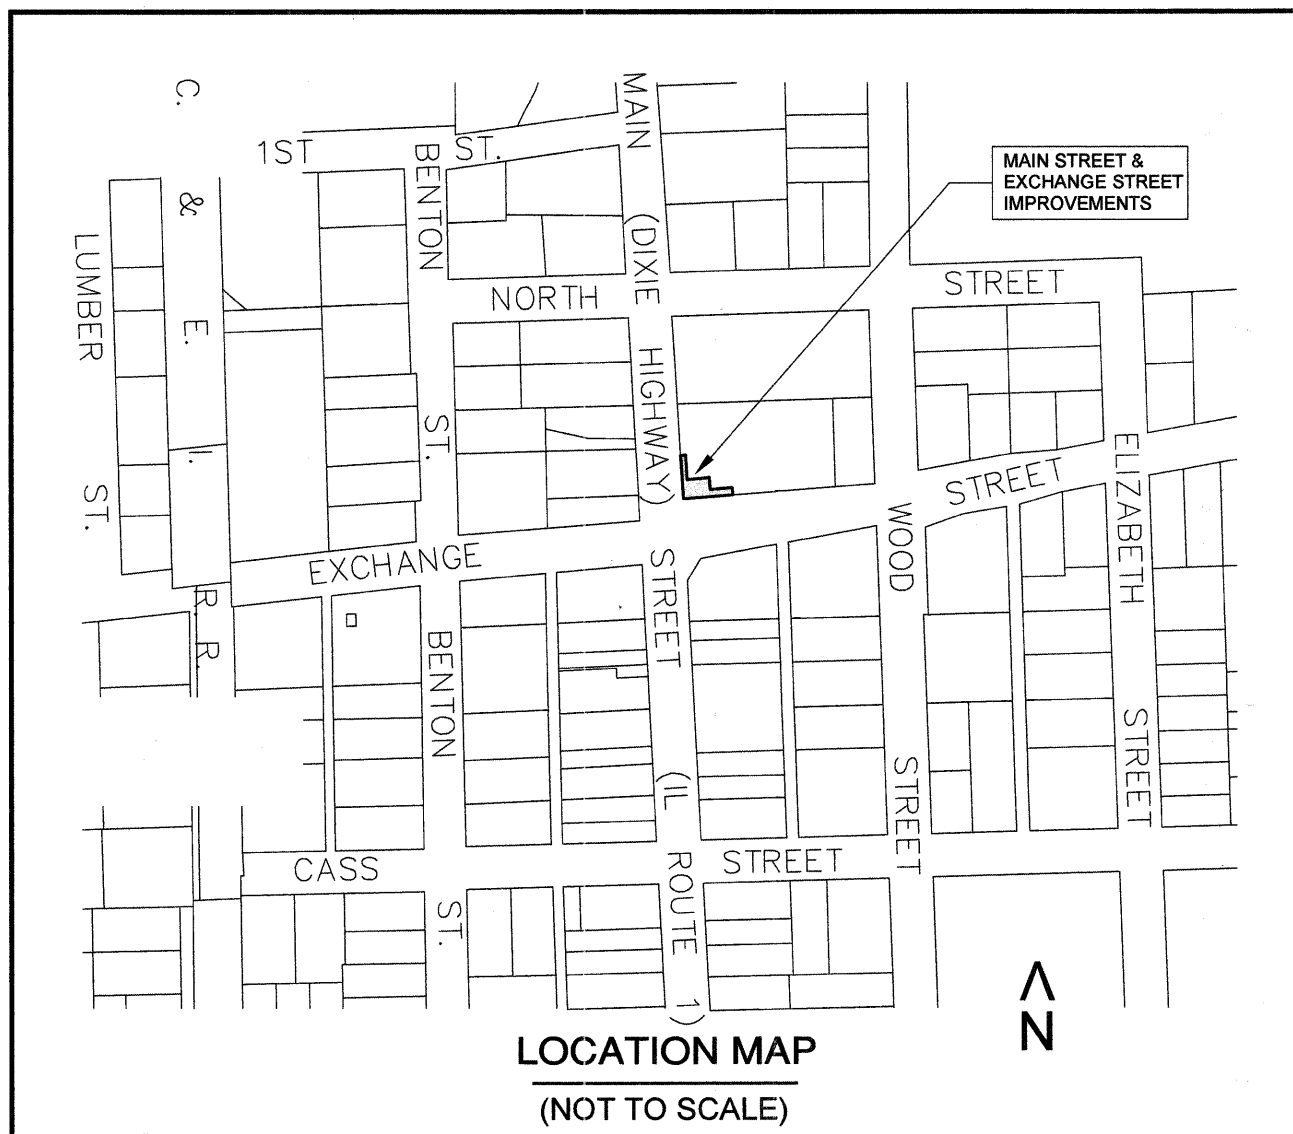 C. & E. I. R. R.
1ST ST.
MAIN (DIXIE HIGHWAY)
MAIN STREET &
EXCHANGE STREET
IMPROVEMENTS
BENTON ST.
LUMBER ST.
NORTH STREET
EXCHANGE STREET
STREET (IL ROUTE 1)
WOOD STREET
ELIZABETH STREET
BENTON ST.
CASS STREET
N
LOCATION MAP
(NOT TO SCALE)